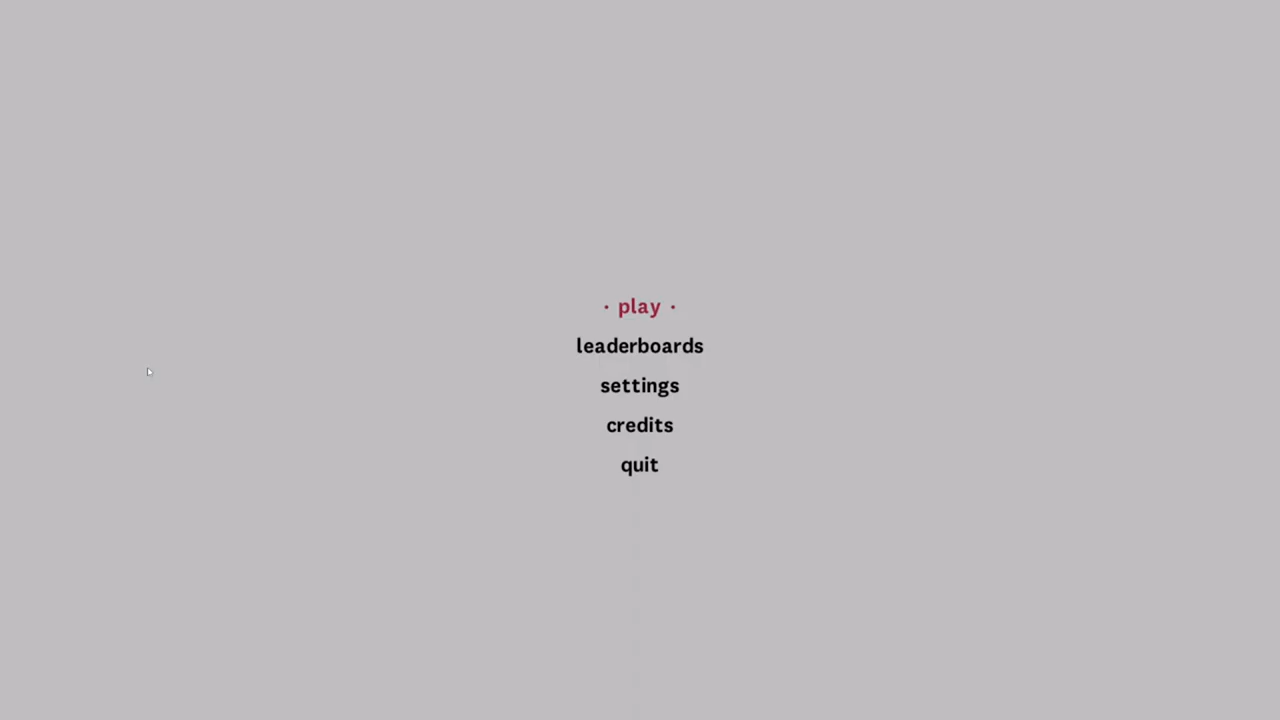 · play ·
leaderboards
settings
credits
quit